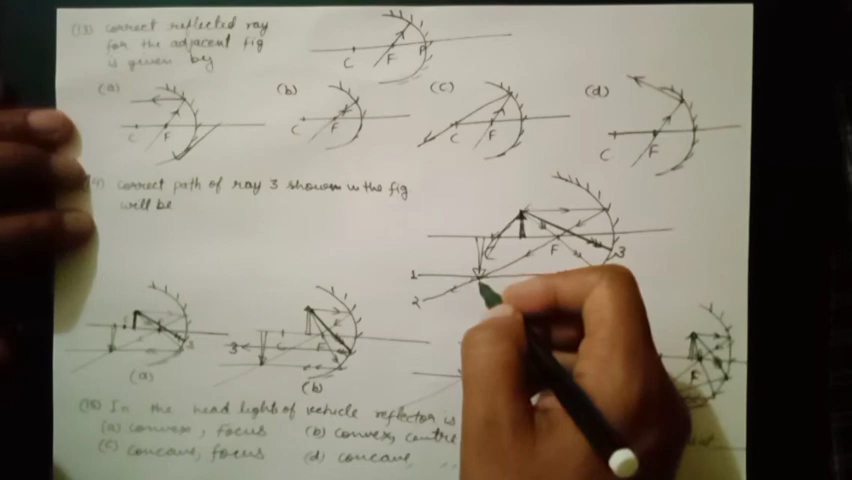 (13) correct reflected ray
for the adjacent fig
is given by
C F P
(a) (b) (c) (d)
C F
C F
C F
C F
correct path of ray 3 shown in the fig
will be
C F 3
1
2
3
3 C F
F
(a)
(b)
(15) In the head light of vehicle reflector is
(a) convex, focus (b) convex, centre
(c) concave, focus (d) concave,